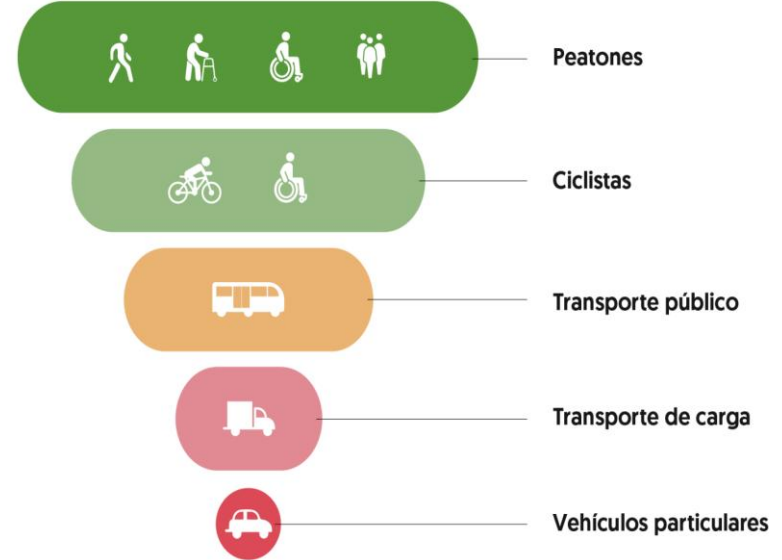 Peatones
Ciclistas
Transporte público
Transporte de carga
Vehículos particulares